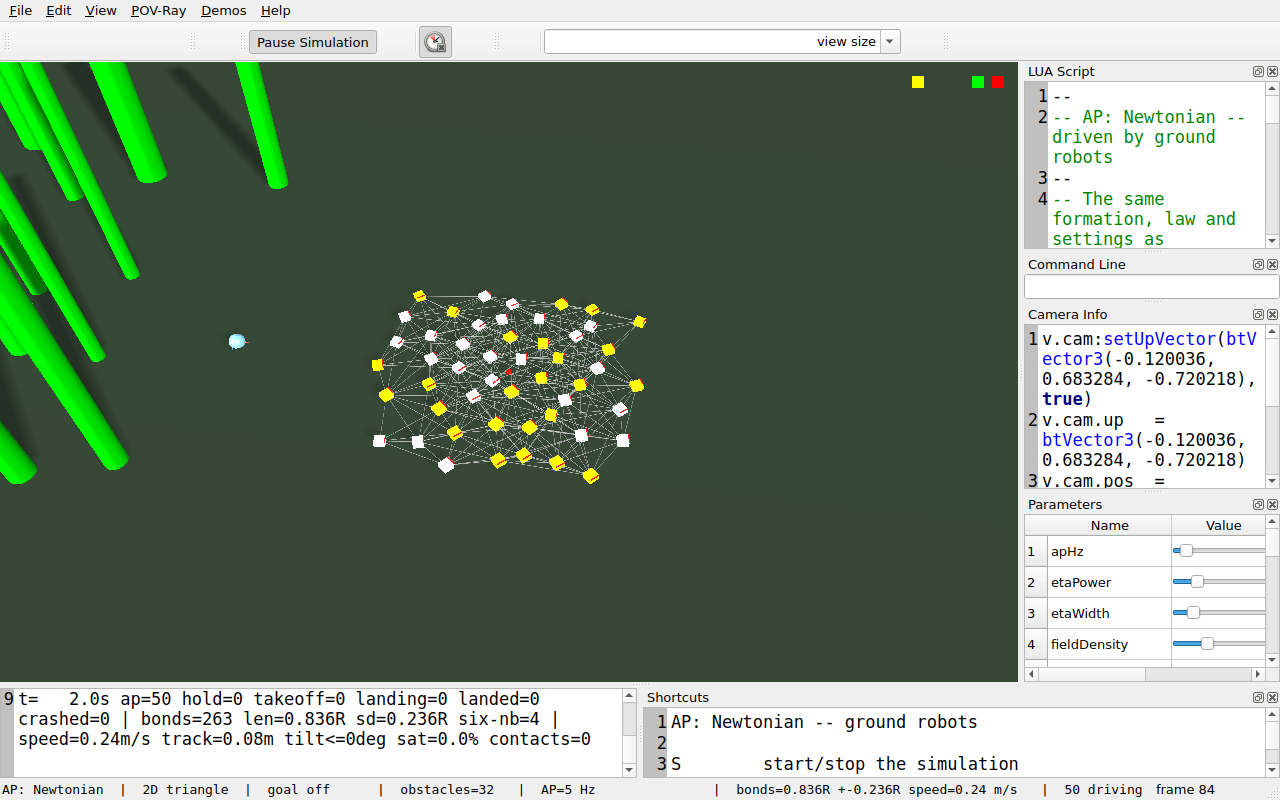 File Edit View POV-Ray Demos Help
Pause Simulation
view size
LUA Script
1 --
2 -- AP: Newtonian --
driven by ground
robots
3 --
4 -- The same
formation, law and
settings as
Command Line
Camera Info
1 v.cam:setUpVector(btV
ector3(-0.120036,
0.683284, -0.720218),
true)
2 v.cam.up   =
btVector3(-0.120036,
0.683284, -0.720218)
3 v.cam.pos  =
Parameters
Name Value
1 apHz
2 etaPower
3 etaWidth
4 fieldDensity
9 t=   2.0s ap=50 hold=0 takeoff=0 landing=0 landed=0
crashed=0 | bonds=263 len=0.836R sd=0.236R six-nb=4 |
speed=0.24m/s track=0.08m tilt<=0deg sat=0.0% contacts=0
Shortcuts
1 AP: Newtonian -- ground robots
2
3 S        start/stop the simulation
AP: Newtonian | 2D triangle | goal off | obstacles=32 | AP=5 Hz | bonds=0.836R +-0.236R speed=0.24 m/s | 50 driving frame 84